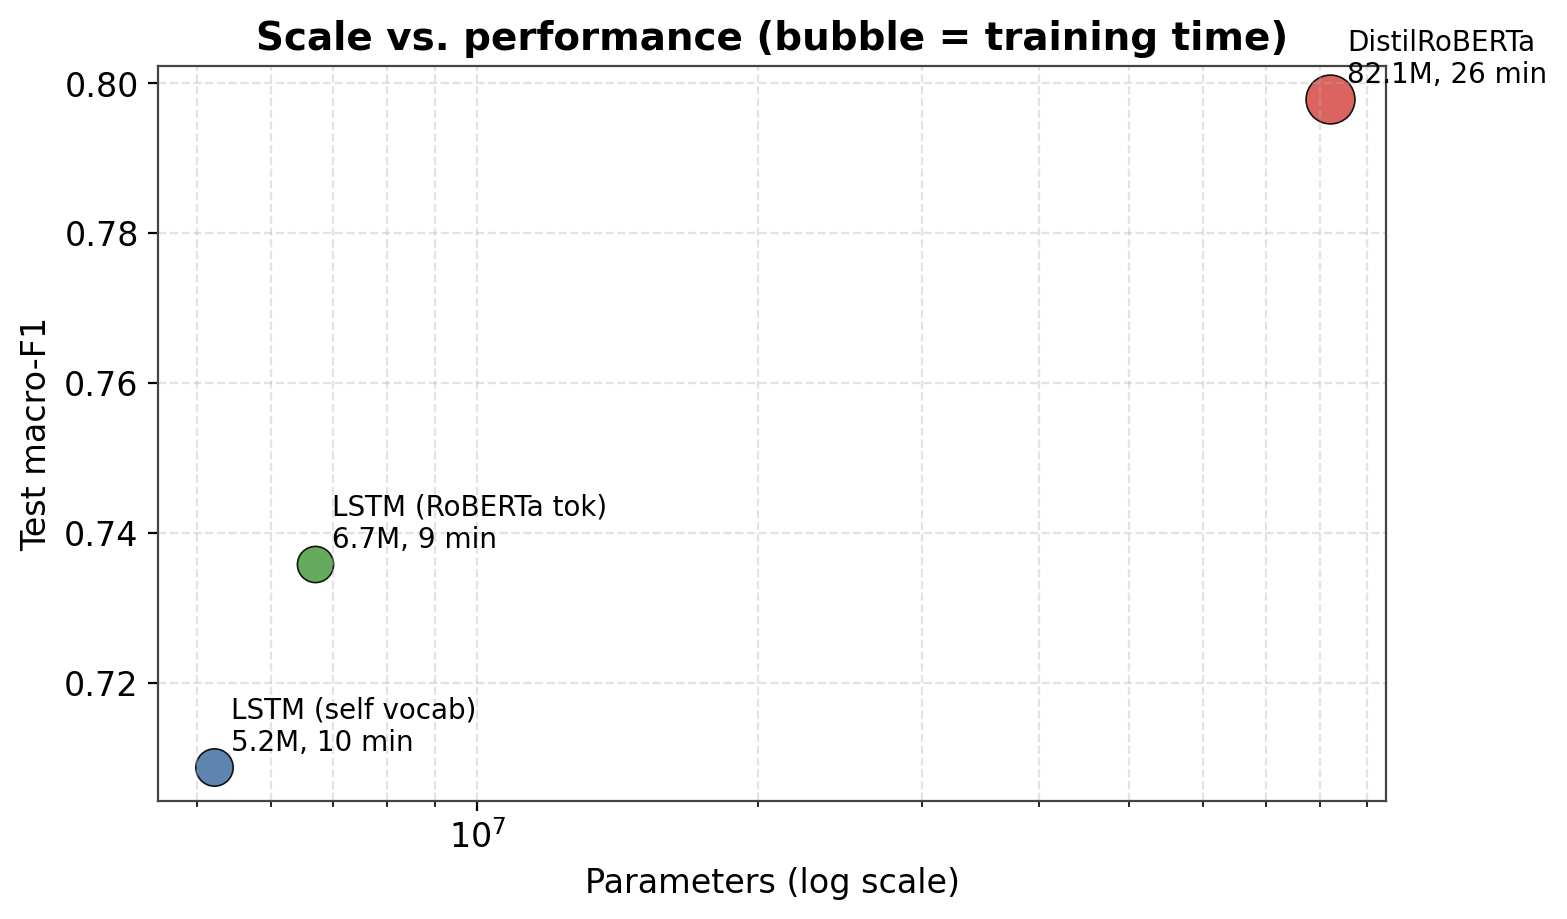 Scale vs. performance (bubble = training time)
DistilRoBERTa
82.1M, 26 min
0.80
0.78
0.76
0.74
0.72
Test macro-F1
LSTM (RoBERTa tok)
6.7M, 9 min
LSTM (self vocab)
5.2M, 10 min
10⁷
Parameters (log scale)